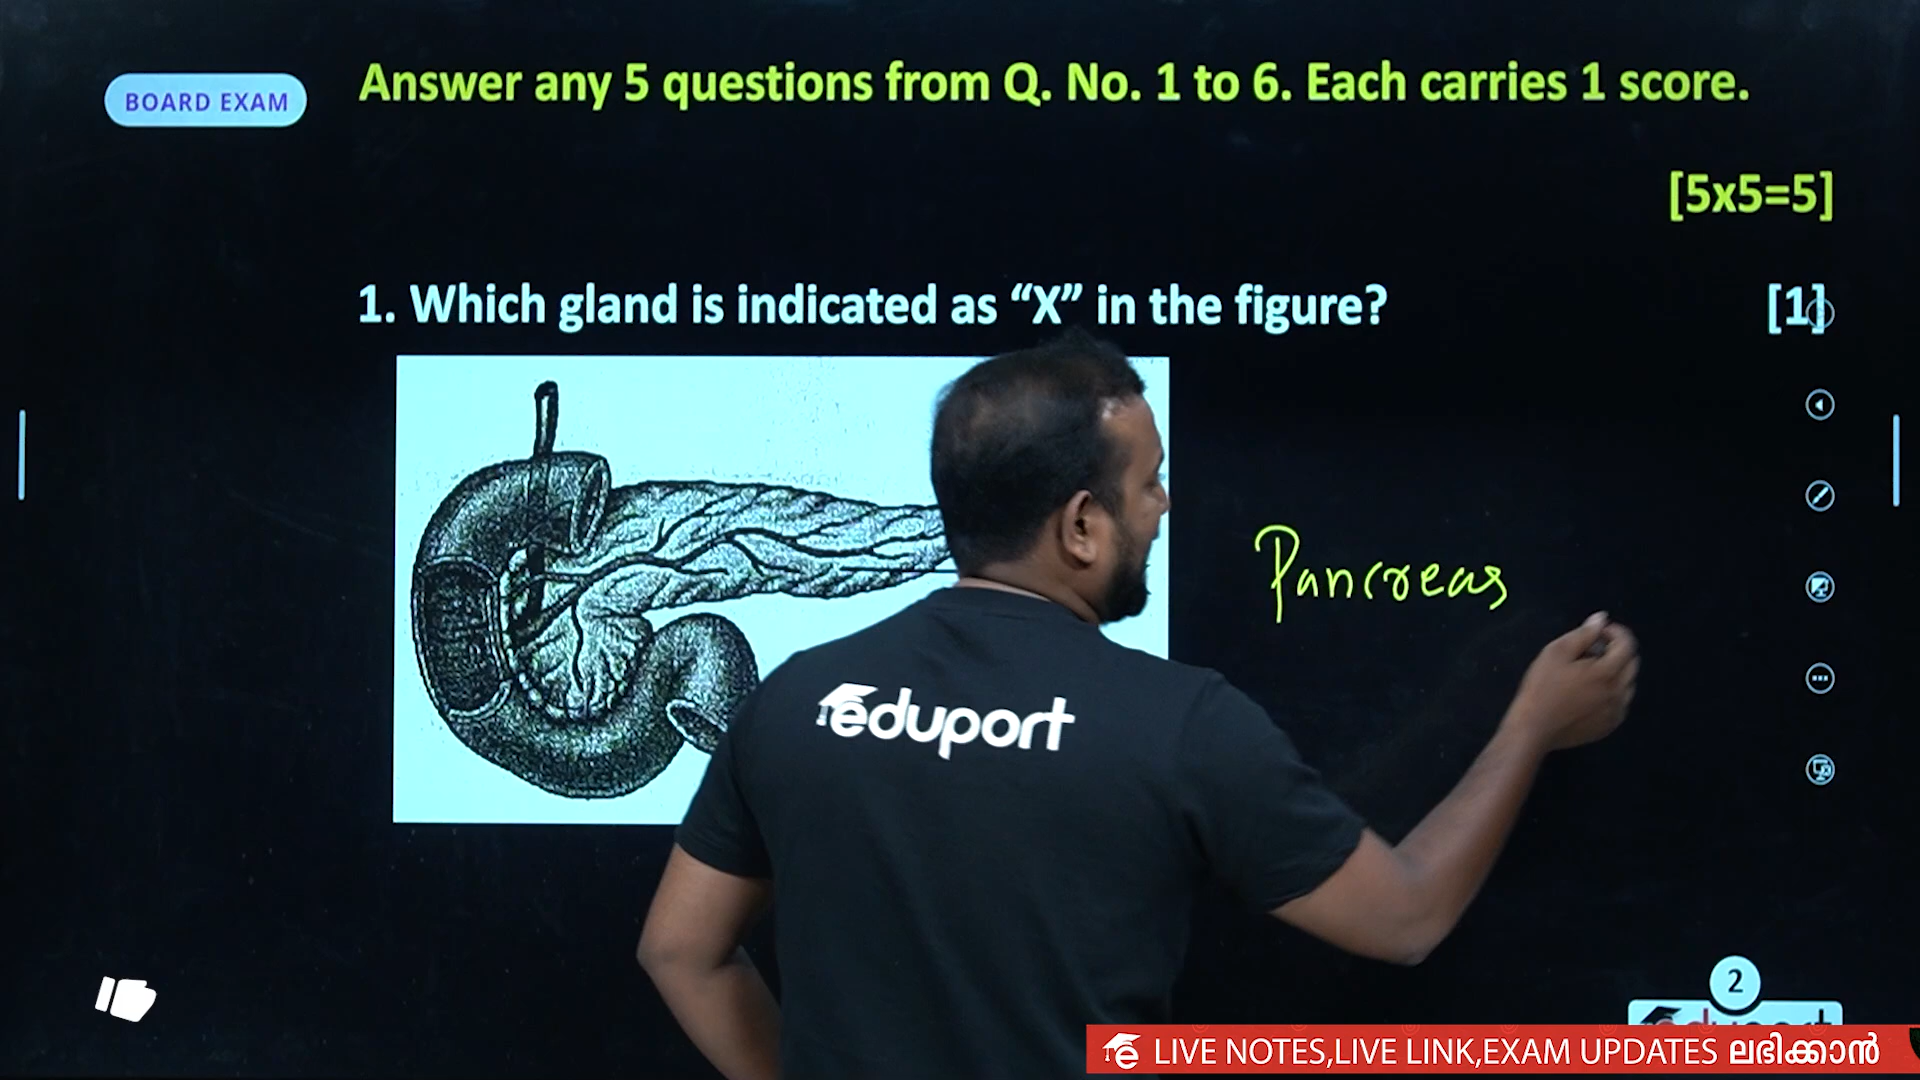 BOARD EXAM
Answer any 5 questions from Q. No. 1 to 6. Each carries 1 score.
[5x5=5]
1. Which gland is indicated as “X” in the figure?
[1]
Pancreas
eduport
2
eduport
LIVE NOTES,LIVE LINK,EXAM UPDATES ലഭിക്കാൻ